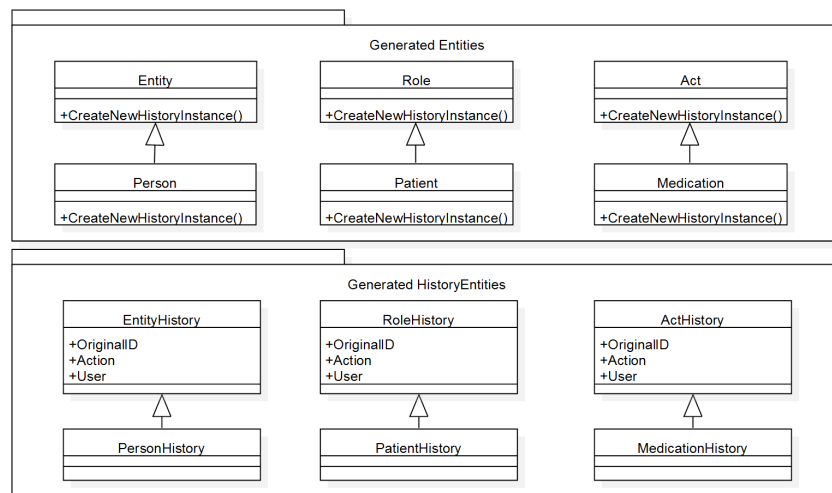 Generated Entities
Entity
+CreateNewHistoryInstance()
Role
+CreateNewHistoryInstance()
Act
+CreateNewHistoryInstance()
Person
+CreateNewHistoryInstance()
Patient
+CreateNewHistoryInstance()
Medication
+CreateNewHistoryInstance()
Generated HistoryEntities
EntityHistory
+OriginalID
+Action
+User
RoleHistory
+OriginalID
+Action
+User
ActHistory
+OriginalID
+Action
+User
PersonHistory
PatientHistory
MedicationHistory